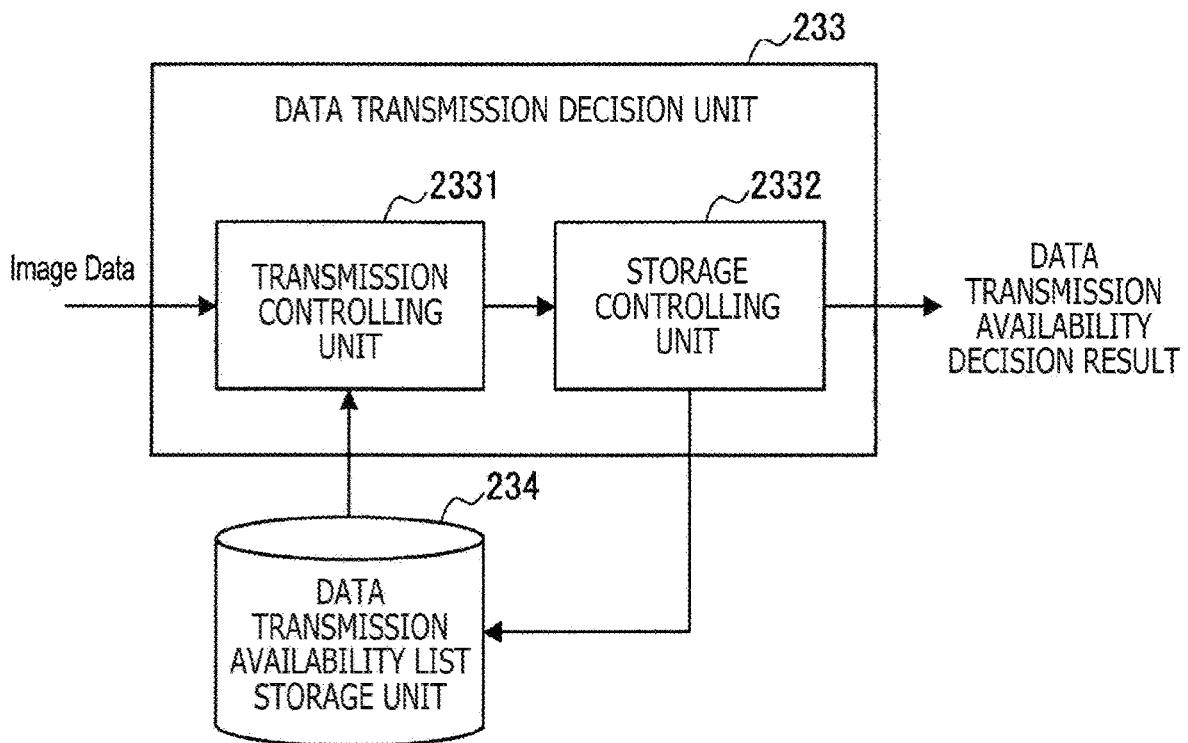 233
DATA TRANSMISSION DECISION UNIT
2331
2332
Image Data
TRANSMISSION
CONTROLLING
UNIT
STORAGE
CONTROLLING
UNIT
DATA
TRANSMISSION
AVAILABILITY
DECISION RESULT
234
DATA
TRANSMISSION
AVAILABILITY LIST
STORAGE UNIT